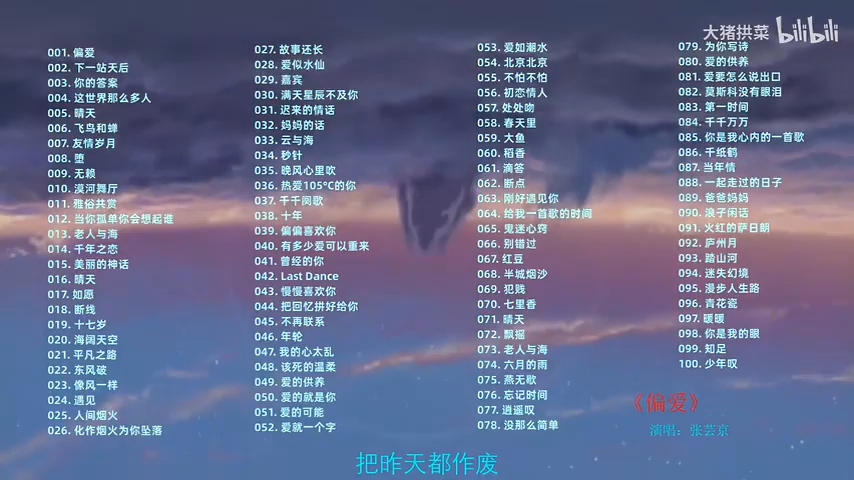 大猪拱菜 bilibili
001. 偏爱
002. 下一站天后
003. 你的答案
004. 这世界那么多人
005. 晴天
006. 飞鸟和蝉
007. 友情岁月
008. 堕
009. 无赖
010. 漠河舞厅
011. 雅俗共赏
012. 当你孤单你会想起谁
013. 老人与海
014. 千年之恋
015. 美丽的神话
016. 晴天
017. 如愿
018. 断线
019. 十七岁
020. 海阔天空
021. 平凡之路
022. 东风破
023. 像风一样
024. 遇见
025. 人间烟火
026. 化作烟火为你坠落
027. 故事还长
028. 爱似水仙
029. 嘉宾
030. 满天星辰不及你
031. 迟来的情话
032. 妈妈的话
033. 云与海
034. 秒针
035. 晚风心里吹
036. 热爱105°C的你
037. 千千阙歌
038. 十年
039. 偏偏喜欢你
040. 有多少爱可以重来
041. 曾经的你
042. Last Dance
043. 慢慢喜欢你
044. 把回忆拼好给你
045. 不再联系
046. 年轮
047. 我的心太乱
048. 该死的温柔
049. 爱的供养
050. 爱的就是你
051. 爱的可能
052. 爱就一个字
053. 爱如潮水
054. 北京北京
055. 不怕不怕
056. 初恋情人
057. 处处吻
058. 春天里
059. 大鱼
060. 稻香
061. 滴答
062. 断点
063. 刚好遇见你
064. 给我一首歌的时间
065. 鬼迷心窍
066. 别错过
067. 红豆
068. 半城烟沙
069. 犯贱
070. 七里香
071. 晴天
072. 飘摇
073. 老人与海
074. 六月的雨
075. 燕无歇
076. 忘记时间
077. 逍遥叹
078. 没那么简单
079. 为你写诗
080. 爱的供养
081. 爱要怎么说出口
082. 莫斯科没有眼泪
083. 第一时间
084. 千千万万
085. 你是我心内的一首歌
086. 千纸鹤
087. 当年情
088. 一起走过的日子
089. 爸爸妈妈
090. 浪子闲话
091. 火红的萨日朗
092. 庐州月
093. 踏山河
094. 迷失幻境
095. 漫步人生路
096. 青花瓷
097. 暖暖
098. 你是我的眼
099. 知足
100. 少年叹
《偏爱》
演唱：张芸京
把昨天都作废